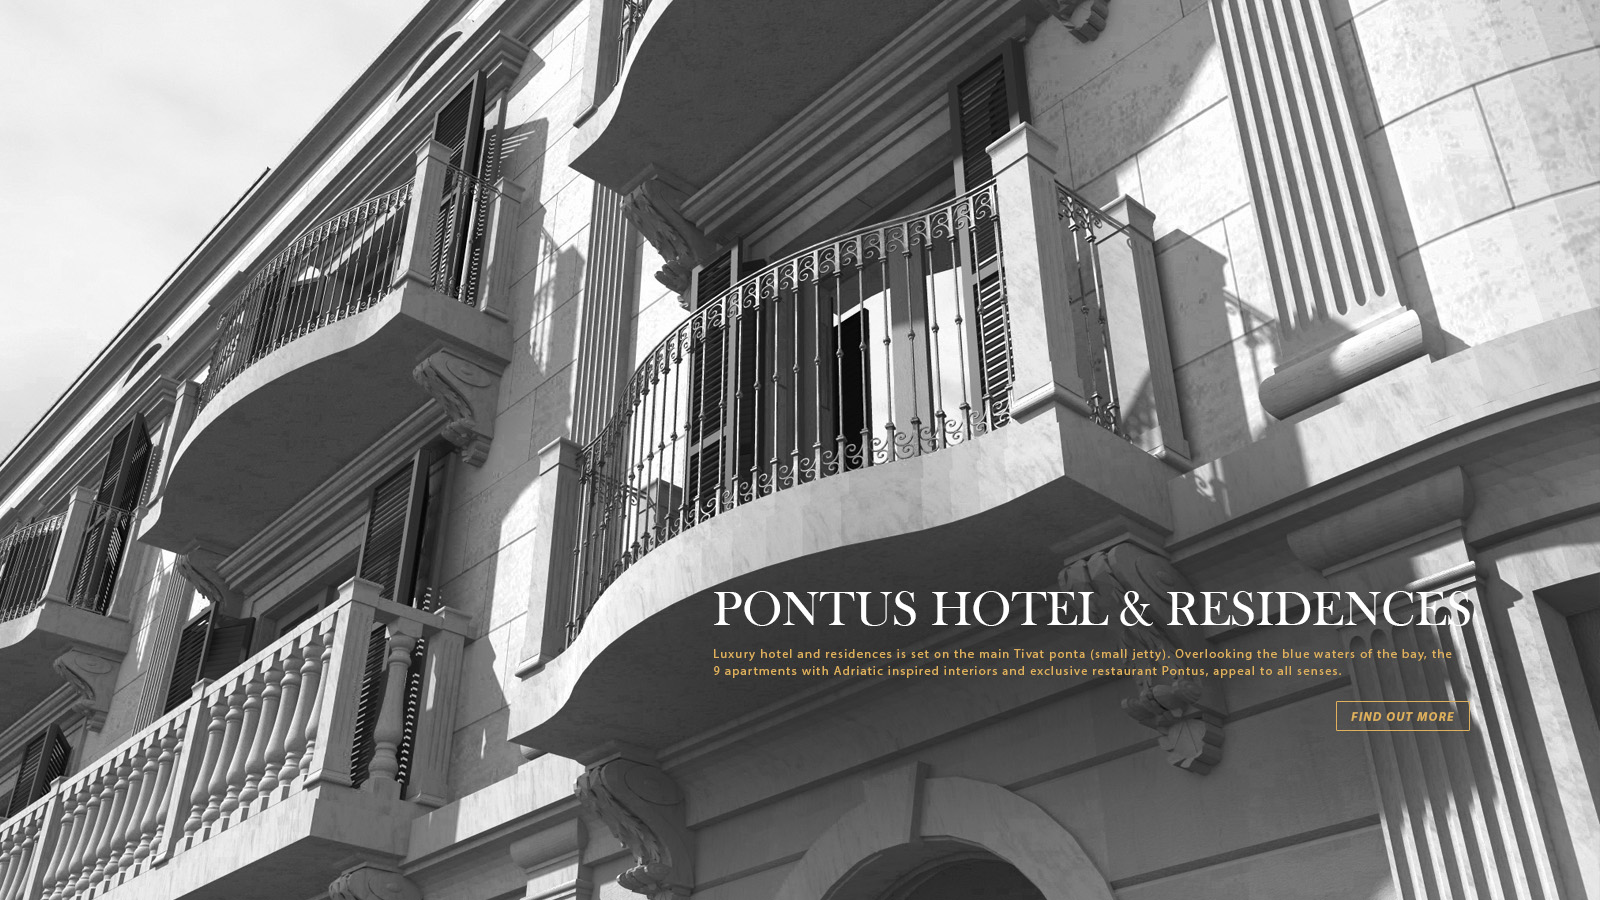 PONTUS HOTEL & RESIDENCES
Luxury hotel and residences is set on the main Tivat ponta (small jetty). Overlooking the blue waters of the bay, the
9 apartments with Adriatic inspired interiors and exclusive restaurant Pontus, appeal to all senses.
FIND OUT MORE